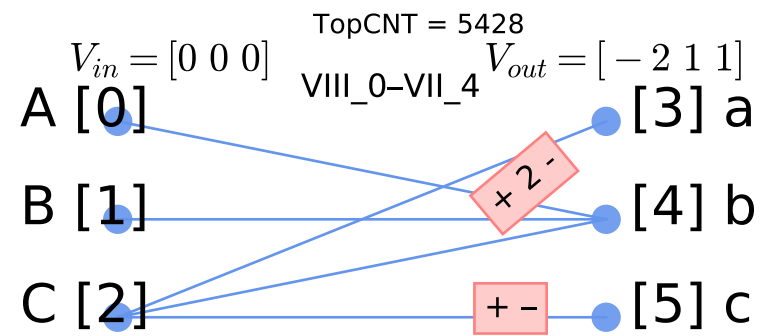 TopCNT = 5428
V_in = [0 0 0]
V_out = [ − 2 1 1]
VIII_0–VII_4
A [0]
[3] a
+ 2 -
B [1]
[4] b
C [2]
+ −
[5] c